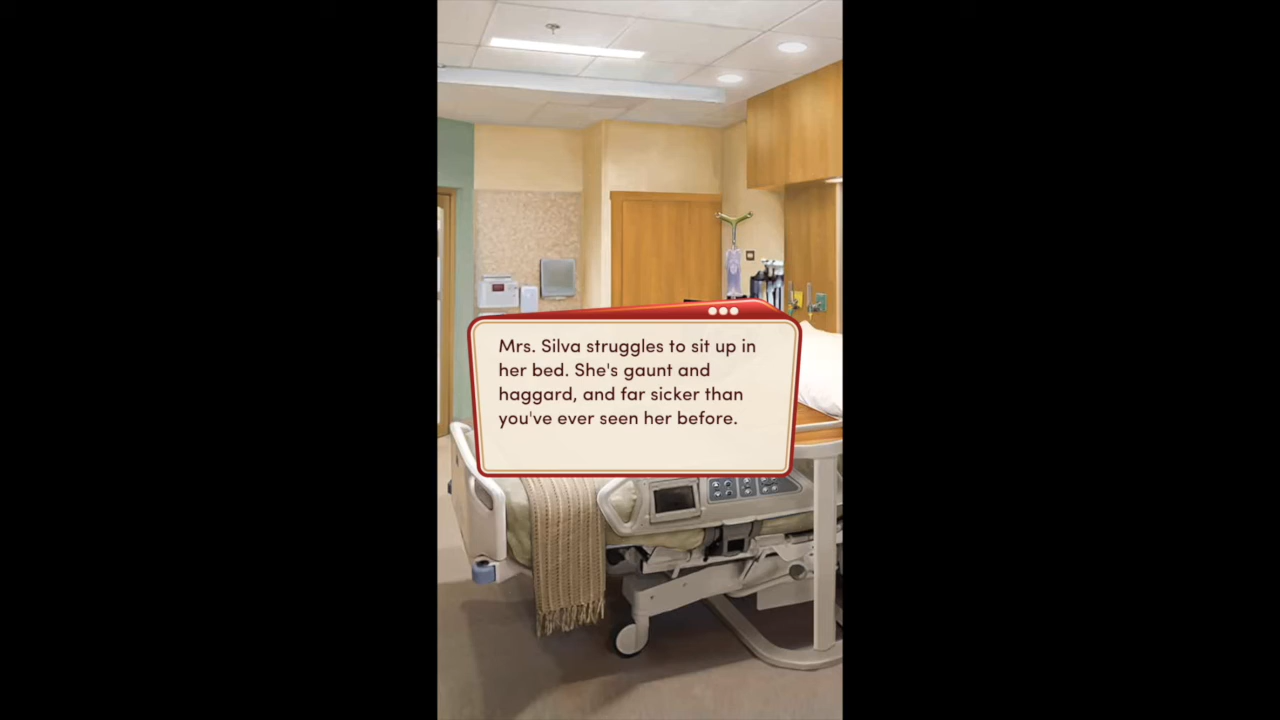 Mrs. Silva struggles to sit up in
her bed. She's gaunt and
haggard, and far sicker than
you've ever seen her before.